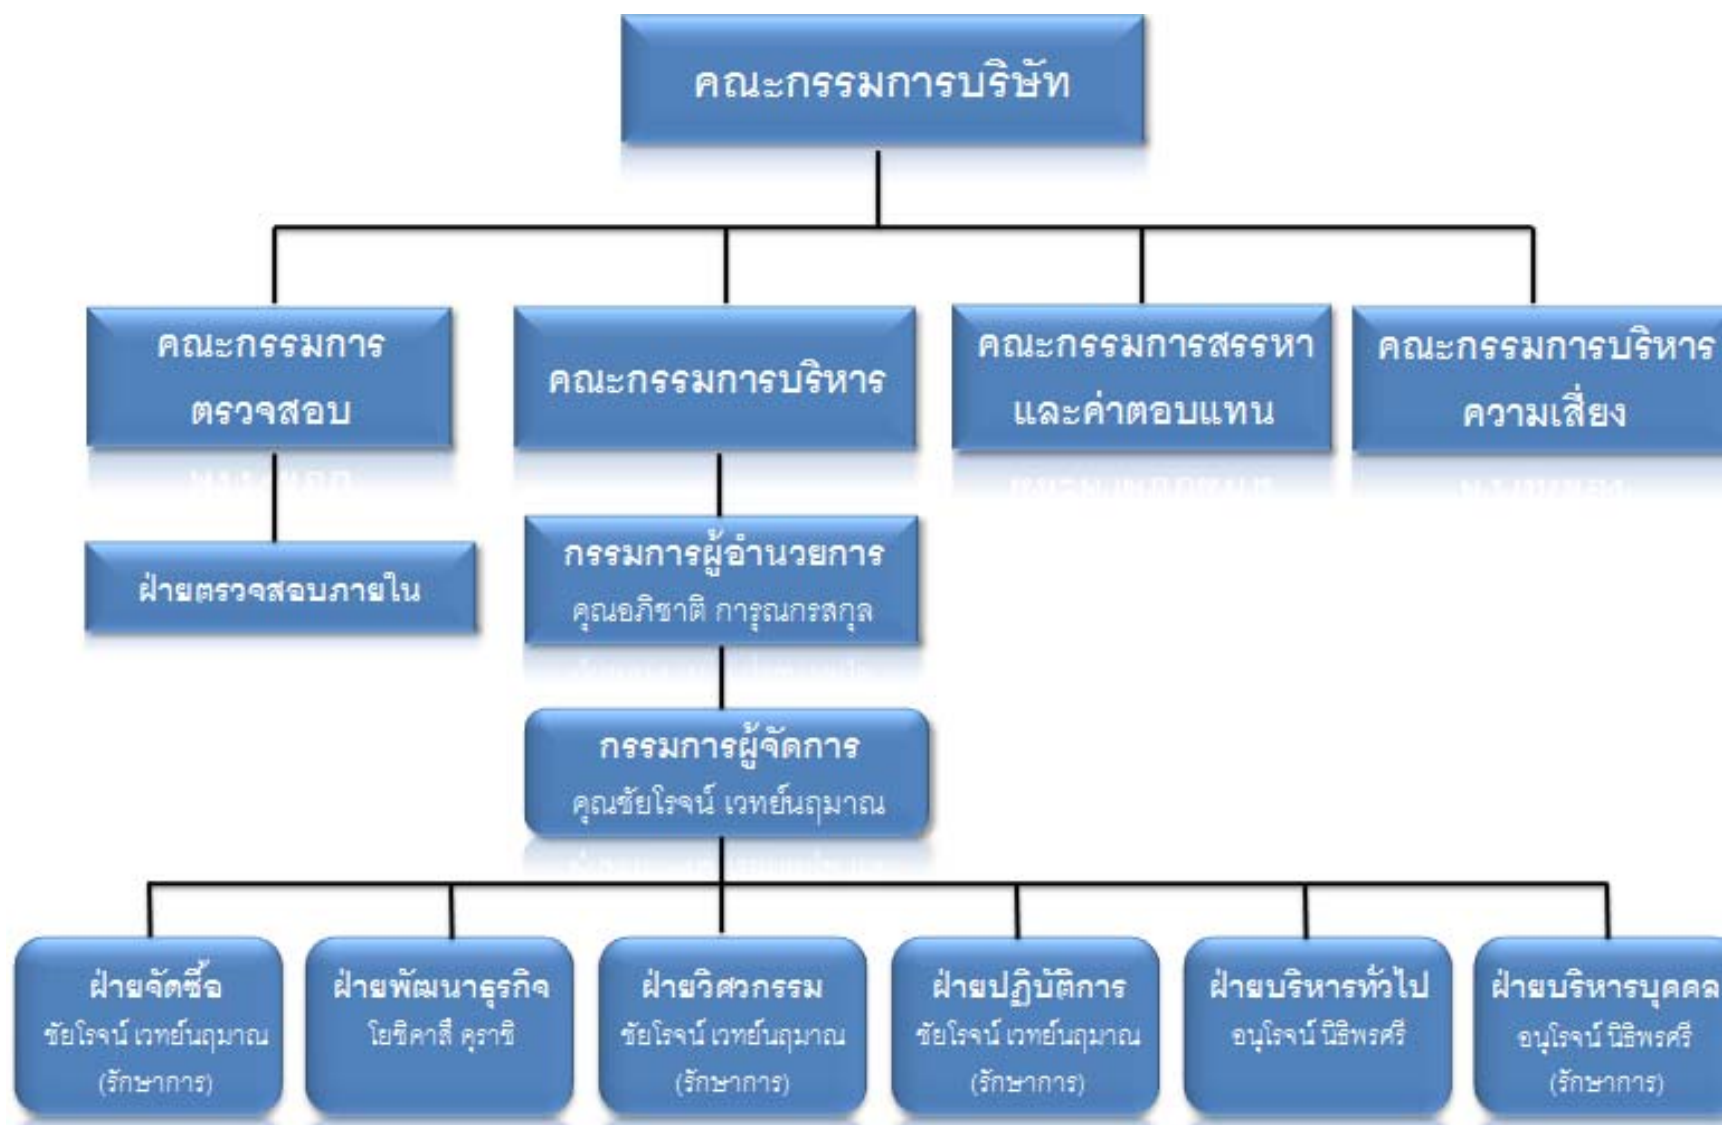 คณะกรรมการบริษัท
คณะกรรมการ
ตรวจสอบ
คณะกรรมการบริหาร
คณะกรรมการสรรหา
และค่าตอบแทน
คณะกรรมการบริหาร
ความเสี่ยง
ฝ่ายตรวจสอบภายใน
กรรมการผู้อำนวยการ
คุณอภิชาติ การุณกรสกุล
กรรมการผู้จัดการ
คุณชัยโรจน์ เวทย์นฤมาณ
ฝ่ายจัดซื้อ
ชัยโรจน์ เวทย์นฤมาณ
(รักษาการ)
ฝ่ายพัฒนาธุรกิจ
โยชิคาสึ คุราชิ
ฝ่ายวิศวกรรม
ชัยโรจน์ เวทย์นฤมาณ
(รักษาการ)
ฝ่ายปฏิบัติการ
ชัยโรจน์ เวทย์นฤมาณ
(รักษาการ)
ฝ่ายบริหารทั่วไป
อนุโรจน์ นิธิพรศรี
ฝ่ายบริหารบุคคล
อนุโรจน์ นิธิพรศรี
(รักษาการ)